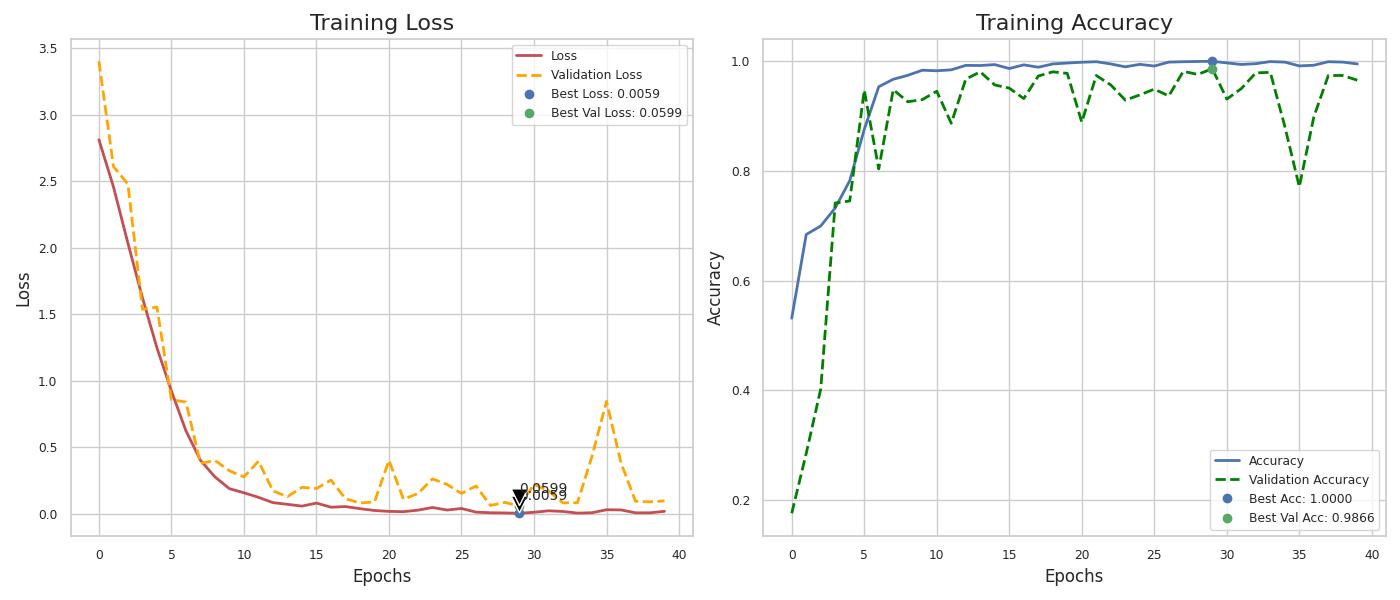 Training Loss
3.5
3.0
2.5
2.0
1.5
1.0
0.5
0.0
Loss
0 5 10 15 20 25 30 35 40
Epochs
Loss
Validation Loss
Best Loss: 0.0059
Best Val Loss: 0.0599
0.0599
0.0059
Training Accuracy
1.0
0.8
0.6
0.4
0.2
Accuracy
0 5 10 15 20 25 30 35 40
Epochs
Accuracy
Validation Accuracy
Best Acc: 1.0000
Best Val Acc: 0.9866